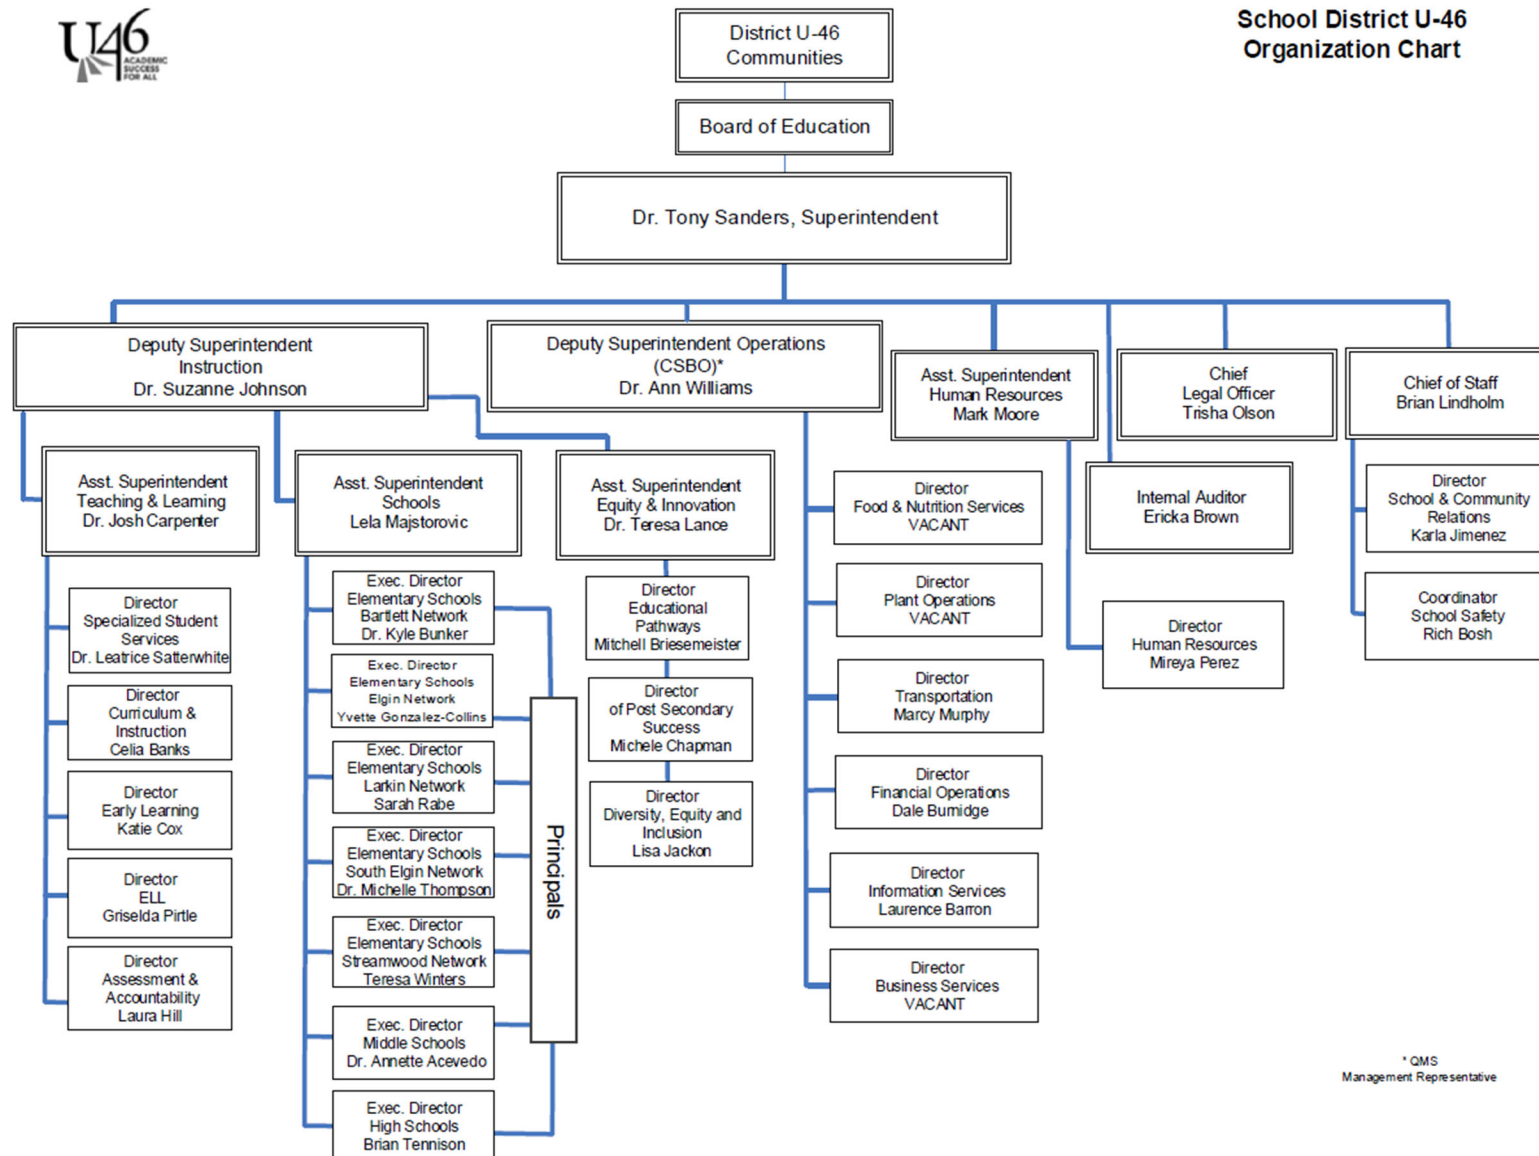 U46
ACADEMIC
SUCCESS
FOR ALL
School District U-46
Organization Chart
District U-46
Communities
Board of Education
Dr. Tony Sanders, Superintendent
Deputy Superintendent
Instruction
Dr. Suzanne Johnson
Deputy Superintendent Operations
(CSBO)*
Dr. Ann Williams
Asst. Superintendent
Human Resources
Mark Moore
Chief
Legal Officer
Trisha Olson
Chief of Staff
Brian Lindholm
Asst. Superintendent
Teaching & Learning
Dr. Josh Carpenter
Asst. Superintendent
Schools
Lela Majstorovic
Asst. Superintendent
Equity & Innovation
Dr. Teresa Lance
Internal Auditor
Ericka Brown
Director
Specialized Student
Services
Dr. Leatrice Satterwhite
Director
Curriculum &
Instruction
Celia Banks
Director
Early Learning
Katie Cox
Director
ELL
Griselda Pirtle
Director
Assessment &
Accountability
Laura Hill
Exec. Director
Elementary Schools
Bartlett Network
Dr. Kyle Bunker
Exec. Director
Elementary Schools
Elgin Network
Yvette Gonzalez-Collins
Exec. Director
Elementary Schools
Larkin Network
Sarah Rabe
Exec. Director
Elementary Schools
South Elgin Network
Dr. Michelle Thompson
Exec. Director
Elementary Schools
Streamwood Network
Teresa Winters
Exec. Director
Middle Schools
Dr. Annette Acevedo
Exec. Director
High Schools
Brian Tennison
Principals
Director
Educational
Pathways
Mitchell Briesemeister
Director
of Post Secondary
Success
Michele Chapman
Director
Diversity, Equity and
Inclusion
Lisa Jackon
Director
Food & Nutrition Services
VACANT
Director
Plant Operations
VACANT
Director
Transportation
Marcy Murphy
Director
Financial Operations
Dale Burnidge
Director
Information Services
Laurence Barron
Director
Business Services
VACANT
Director
Human Resources
Mireya Perez
Director
School & Community
Relations
Karla Jimenez
Coordinator
School Safety
Rich Bosh
* QMS
Management Representative